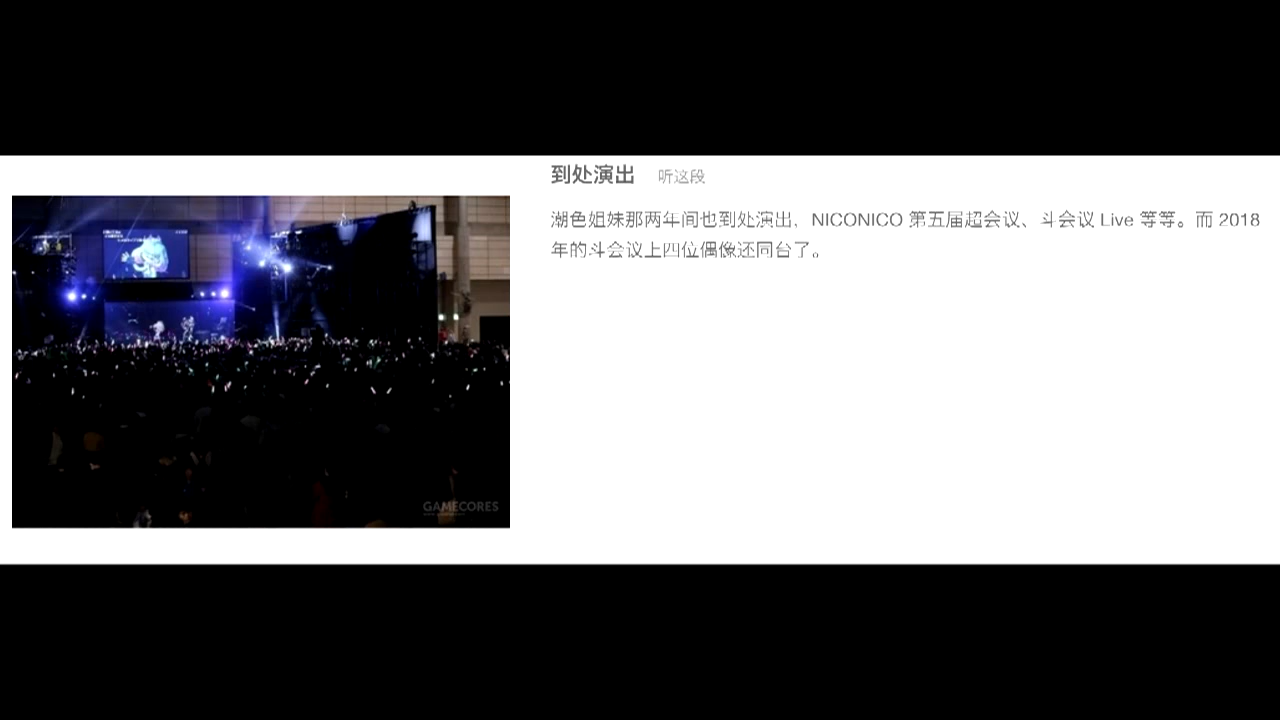 到处演出 听这段
潮色姐妹那两年间也到处演出，NICONICO 第五届超会议、斗会议 Live 等等。而 2018
年的斗会议上四位偶像还同台了。
GAMECORES